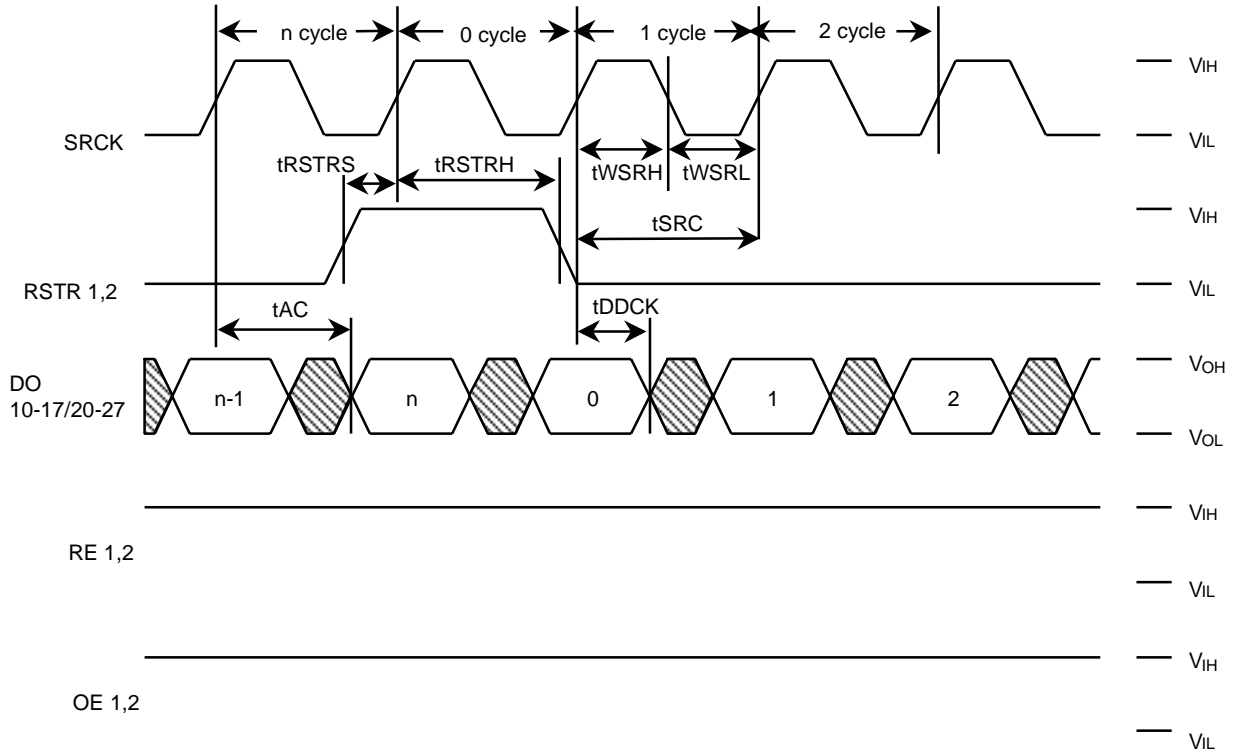 n cycle 0 cycle 1 cycle 2 cycle
VIH
SRCK
VIL
tRSTRS tRSTRH tWSRH tWSRL
VIH
tSRC
RSTR 1,2
VIL
tAC tDDCK
DO
10-17/20-27
n-1 n 0 1 2
VOH
VOL
VIH
RE 1,2
VIL
VIH
OE 1,2
VIL